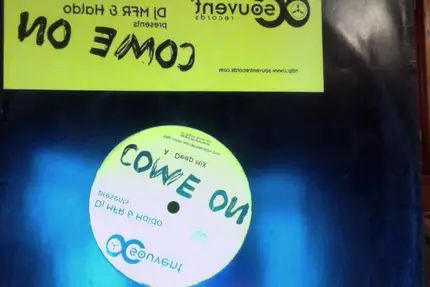 souvent
records
Dj MFR & Haldo
presents
COME ON
http://www.souventrecords.com
souvent
Dj MFR & Haldo
presents
COME ON
A - Deep Mix